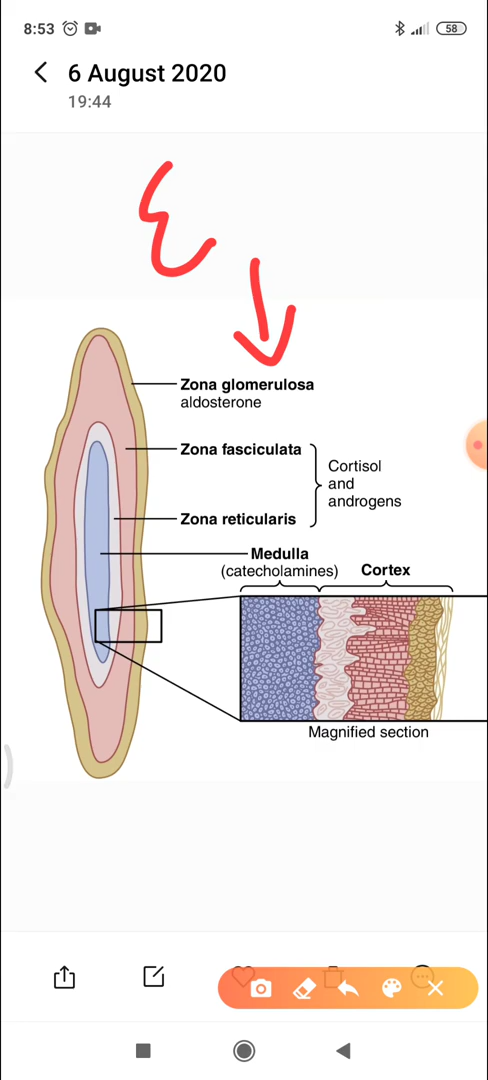 8:53
58
6 August 2020
19:44
Zona glomerulosa
aldosterone
Zona fasciculata
Cortisol
and
androgens
Zona reticularis
Medulla
(catecholamines)
Cortex
Magnified section